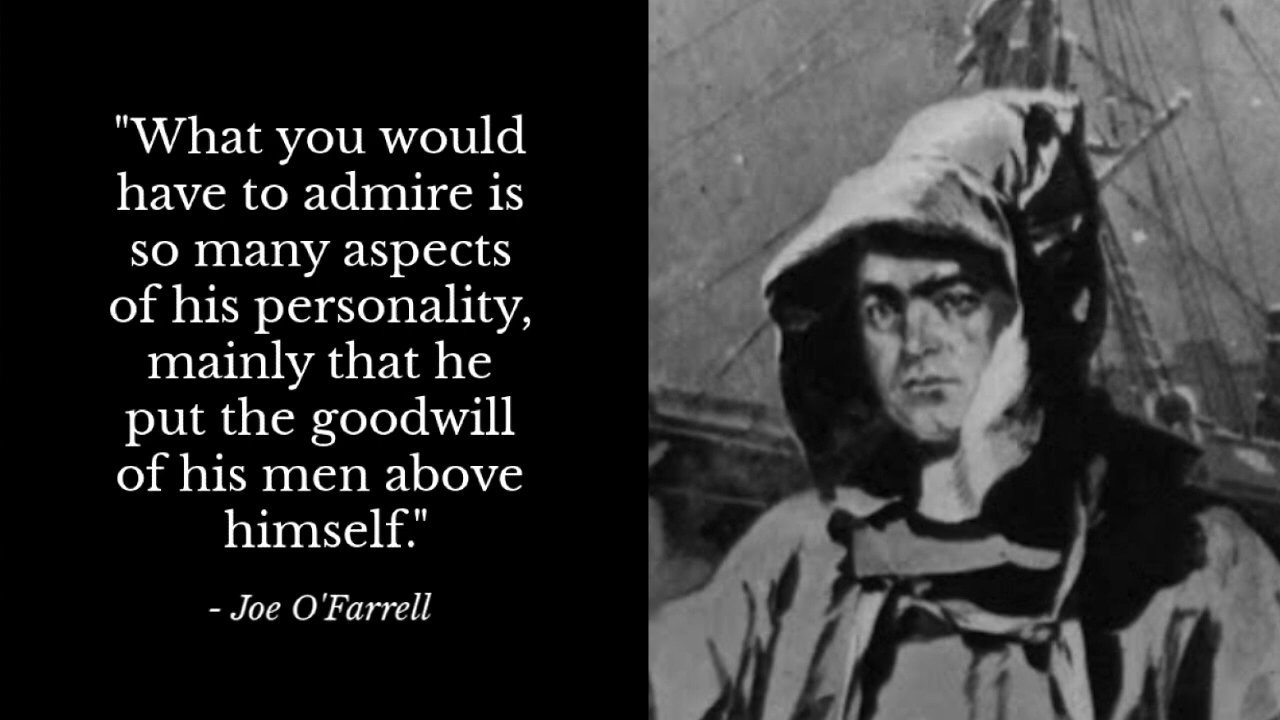 "What you would
have to admire is
so many aspects
of his personality,
mainly that he
put the goodwill
of his men above
himself."
- Joe O'Farrell